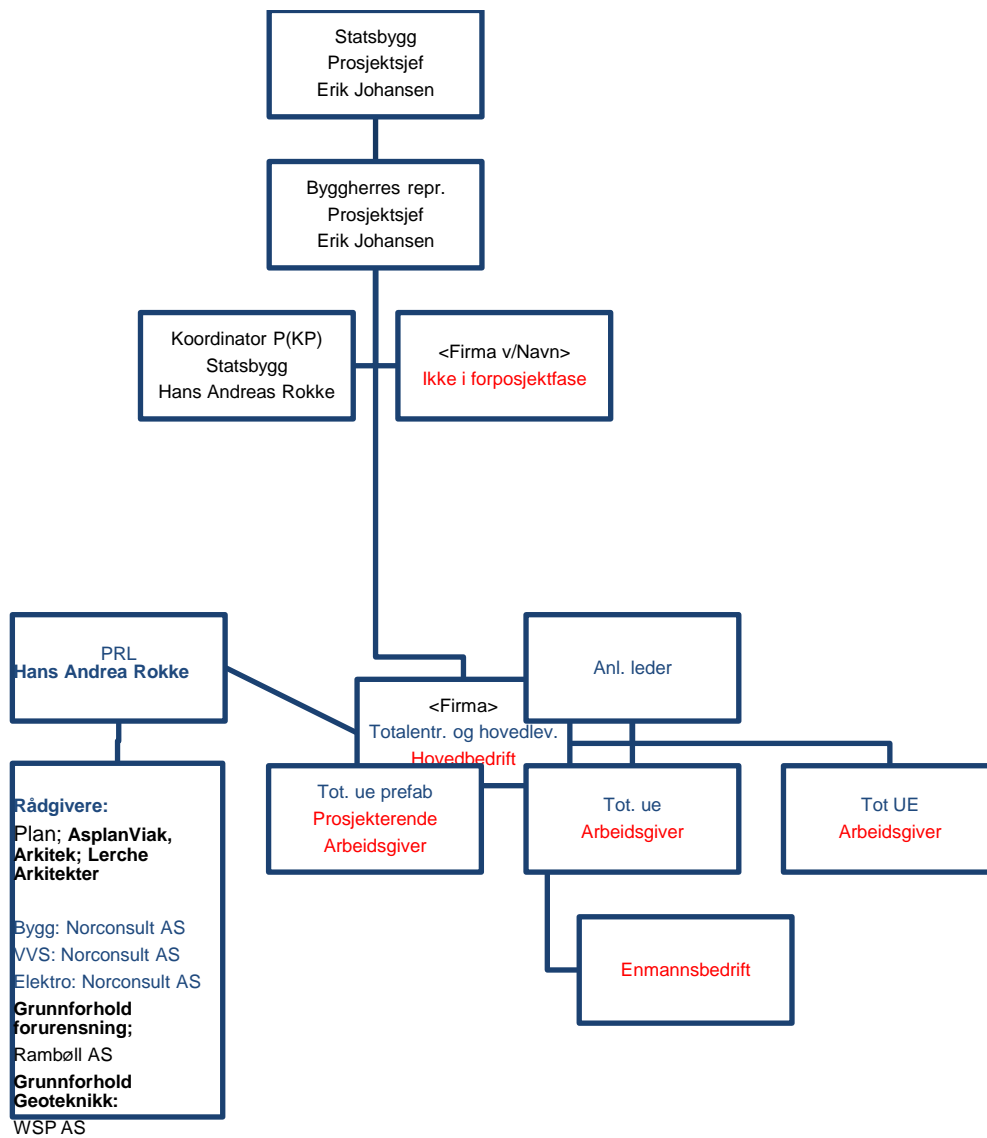 Statsbygg
Prosjektsjef
Erik Johansen
Byggherres repr.
Prosjektsjef
Erik Johansen
Koordinator P(KP)
Statsbygg
Hans Andreas Rokke
<Firma v/Navn>
Ikke i forposjektfase
PRL
Hans Andrea Rokke
Anl. leder
<Firma>
Totalentr. og hovedlev.
Hovedbedrift
Tot. ue prefab
Prosjekterende
Arbeidsgiver
Tot. ue
Arbeidsgiver
Tot UE
Arbeidsgiver
Enmannsbedrift
Rådgivere:
Plan; AsplanViak,
Arkitek; Lerche
Arkitekter
Bygg: Norconsult AS
VVS: Norconsult AS
Elektro: Norconsult AS
Grunnforhold
forurensning;
Rambøll AS
Grunnforhold
Geoteknikk:
WSP AS